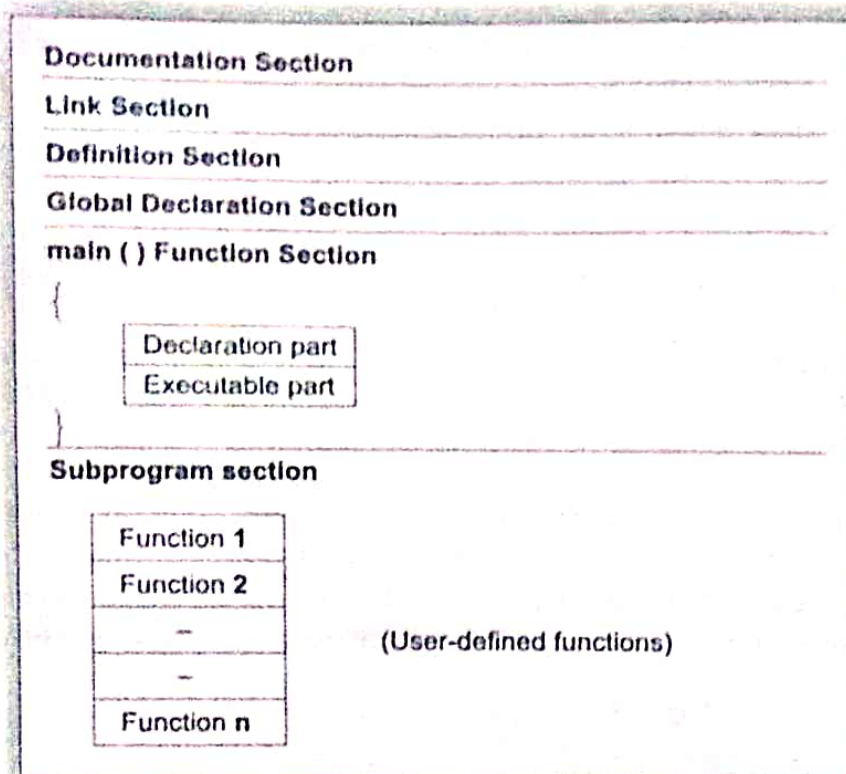 Documentation Section
Link Section
Definition Section
Global Declaration Section
main ( ) Function Section
{
Declaration part
Executable part
}
Subprogram section
Function 1
Function 2
–
(User-defined functions)
–
Function n